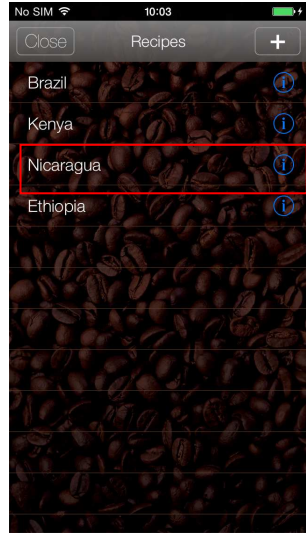 No SIM 10:03
Close Recipes +
Brazil
Kenya
Nicaragua
Ethiopia